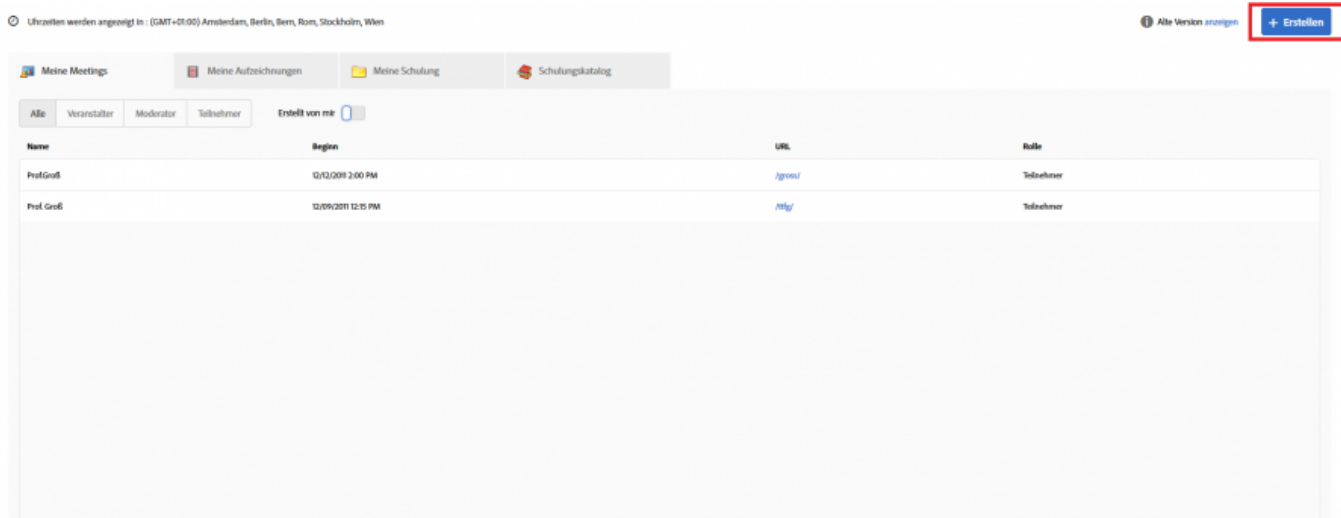 Uhrzeiten werden angezeigt in : (GMT+01:00) Amsterdam, Berlin, Bern, Rom, Stockholm, Wien
Alte Version anzeigen
+ Erstellen
Meine Meetings Meine Aufzeichnungen Meine Schulung Schulungskatalog
Alle Veranstalter Moderator Teilnehmer Erstellt von mir
Name Beginn URL Rolle
Prof.Groß 12/12/2011 2:00 PM /gross/ Teilnehmer
Prof. Groß 12/09/2011 12:15 PM Teilnehmer